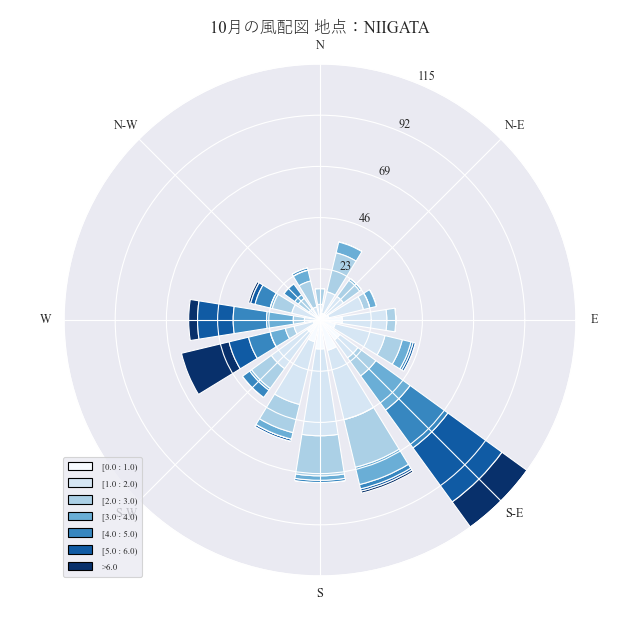 10月の風配図 地点：NIIGATA
N
115
N-W
92
N-E
69
46
23
W
E
[0.0 : 1.0)
[1.0 : 2.0)
[2.0 : 3.0)
[3.0 : 4.0)
[4.0 : 5.0)
[5.0 : 6.0)
>6.0
S-W
S-E
S